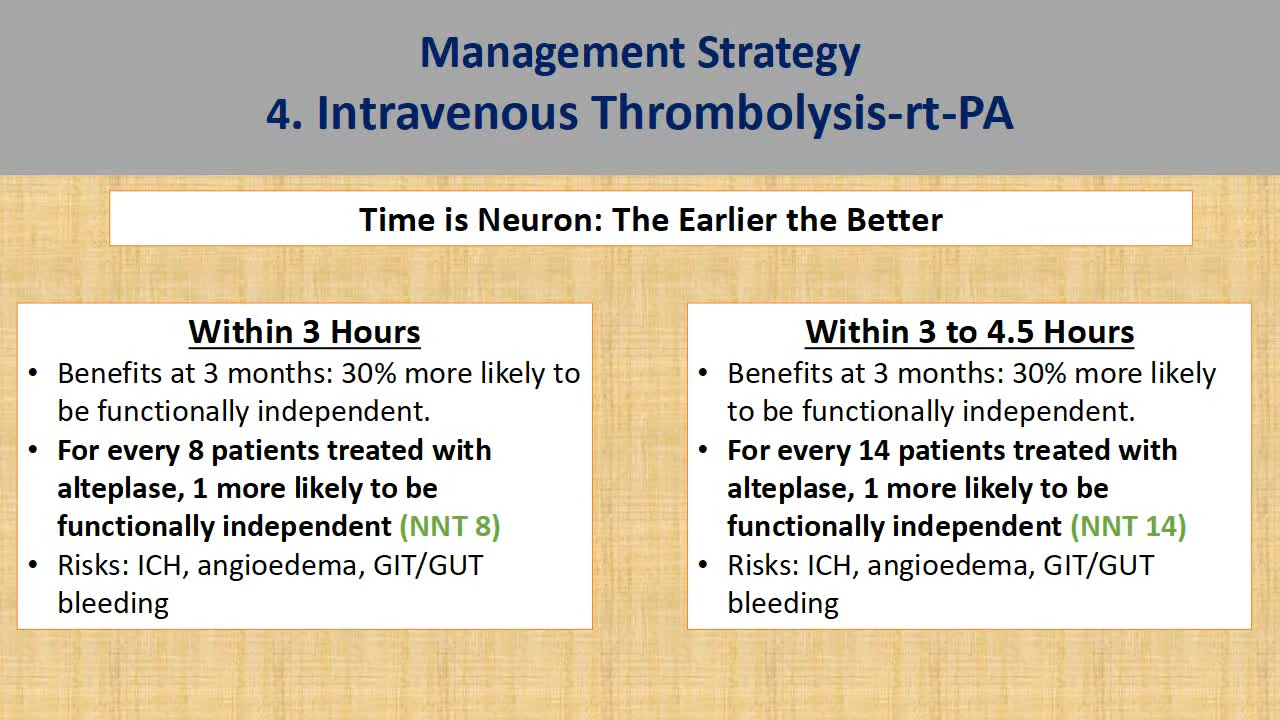 Management Strategy
4. Intravenous Thrombolysis-rt-PA
Time is Neuron: The Earlier the Better
Within 3 Hours
• Benefits at 3 months: 30% more likely to
be functionally independent.
• For every 8 patients treated with
alteplase, 1 more likely to be
functionally independent (NNT 8)
• Risks: ICH, angioedema, GIT/GUT
bleeding
Within 3 to 4.5 Hours
• Benefits at 3 months: 30% more likely
to be functionally independent.
• For every 14 patients treated with
alteplase, 1 more likely to be
functionally independent (NNT 14)
• Risks: ICH, angioedema, GIT/GUT
bleeding